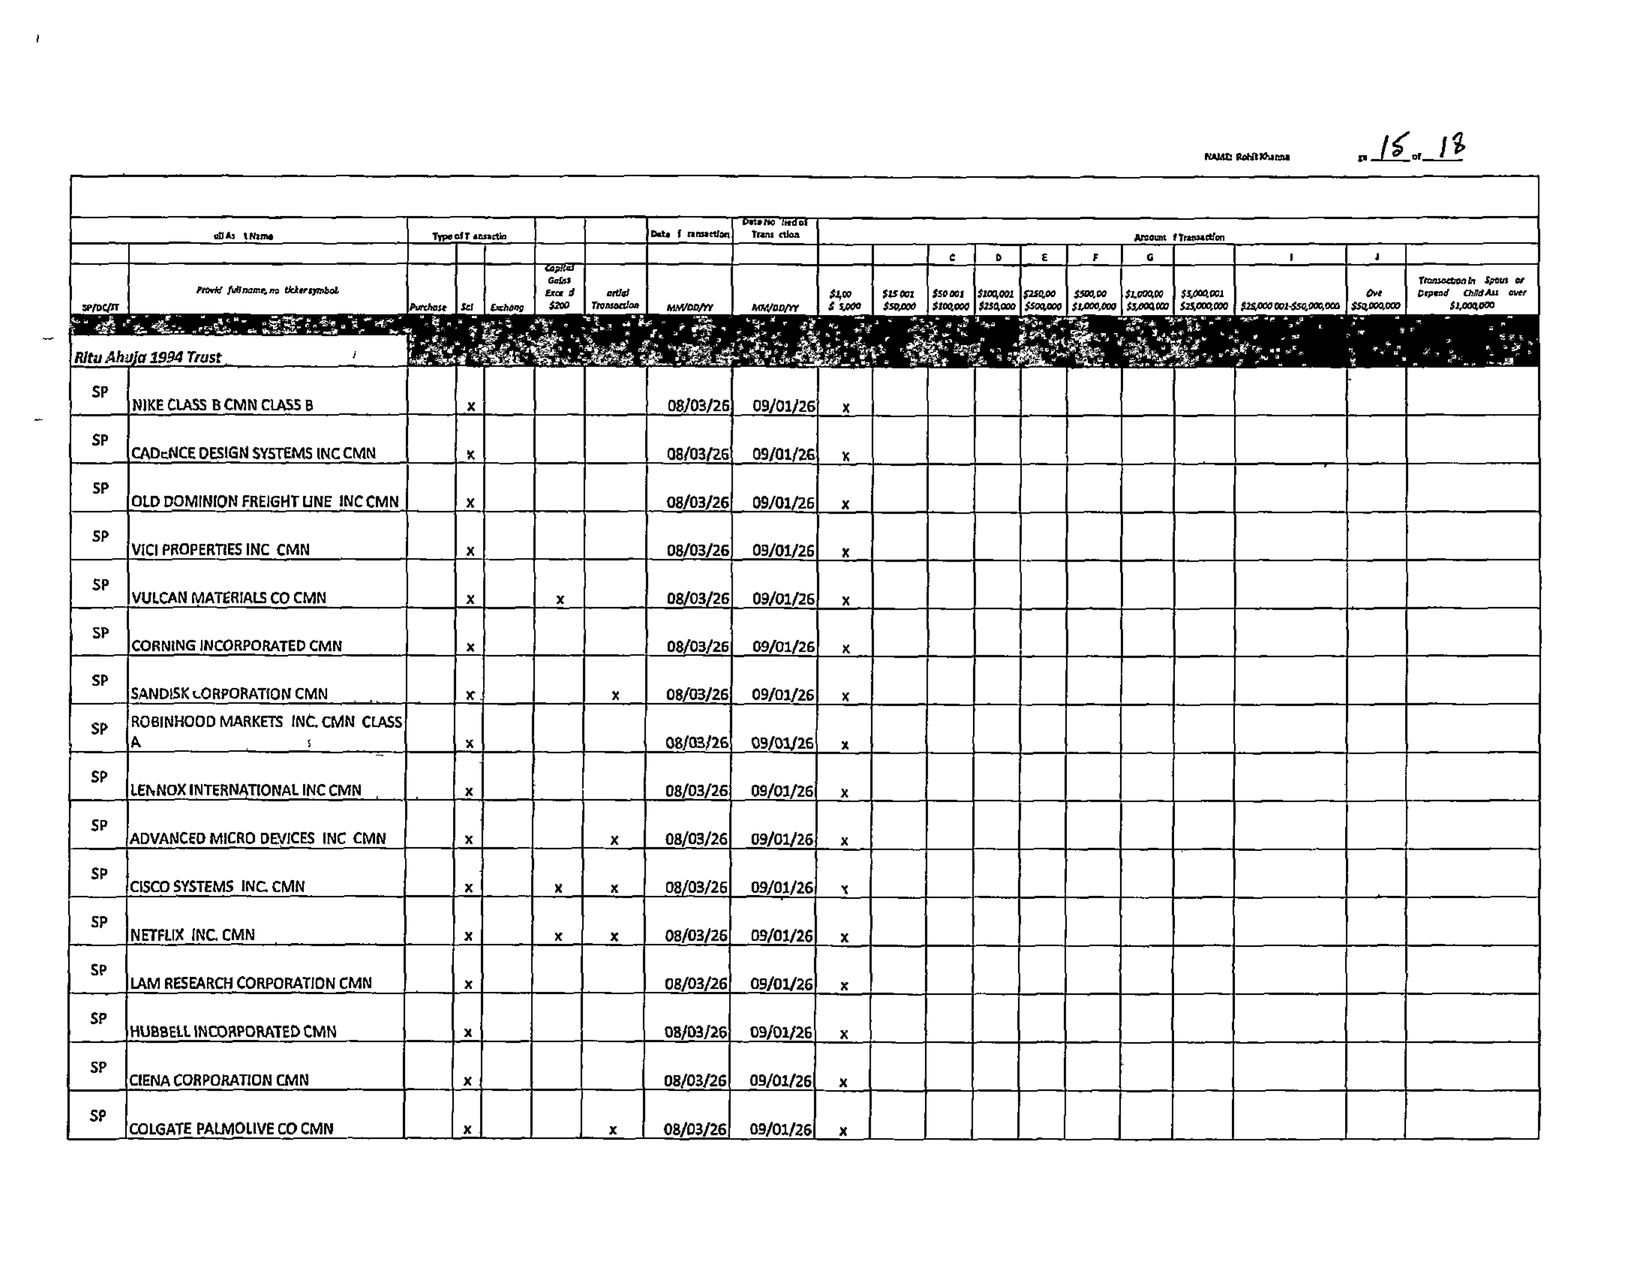 NAME: Rohit Khanna 15 of 18
Name Type of Date Transaction Date of
Amount Transaction
C D E F G I J
SP/DC/JT full name, no ticker symbol. Purchase Exchang Capital Gains $200 Transaction MM/DD/YY MM/DD/YY $15 001 $50,000 $50 001 $100,000 $100,001 $250,000 $250,00 $500,000 $500,00 $1,000,000 $1,000,00 $5,000,000 $5,000,001 $25,000,000 $25,000 001-$50,000,000 $50,000,000 Transaction in Spous or Depend Child Ass over $1,000,000
Ritu Ahuja 1994 Trust
SP NIKE CLASS B CMN CLASS B x 08/03/26 09/01/26 x
SP CADENCE DESIGN SYSTEMS INC CMN x 08/03/26 09/01/26 x
SP OLD DOMINION FREIGHT LINE INC CMN x 08/03/26 09/01/26 x
SP VICI PROPERTIES INC CMN x 08/03/26 09/01/26 x
SP VULCAN MATERIALS CO CMN x x 08/03/26 09/01/26 x
SP CORNING INCORPORATED CMN x 08/03/26 09/01/26 x
SP SANDISK CORPORATION CMN x x 08/03/26 09/01/26 x
SP ROBINHOOD MARKETS INC. CMN CLASS
A x 08/03/26 09/01/26 x
SP LENNOX INTERNATIONAL INC CMN x 08/03/26 09/01/26 x
SP ADVANCED MICRO DEVICES INC CMN x x 08/03/26 09/01/26 x
SP CISCO SYSTEMS INC. CMN x x x 08/03/26 09/01/26 x
SP NETFLIX INC. CMN x x x 08/03/26 09/01/26 x
SP LAM RESEARCH CORPORATION CMN x 08/03/26 09/01/26 x
SP HUBBELL INCORPORATED CMN x 08/03/26 09/01/26 x
SP CIENA CORPORATION CMN x 08/03/26 09/01/26 x
SP COLGATE PALMOLIVE CO CMN x x 08/03/26 09/01/26 x